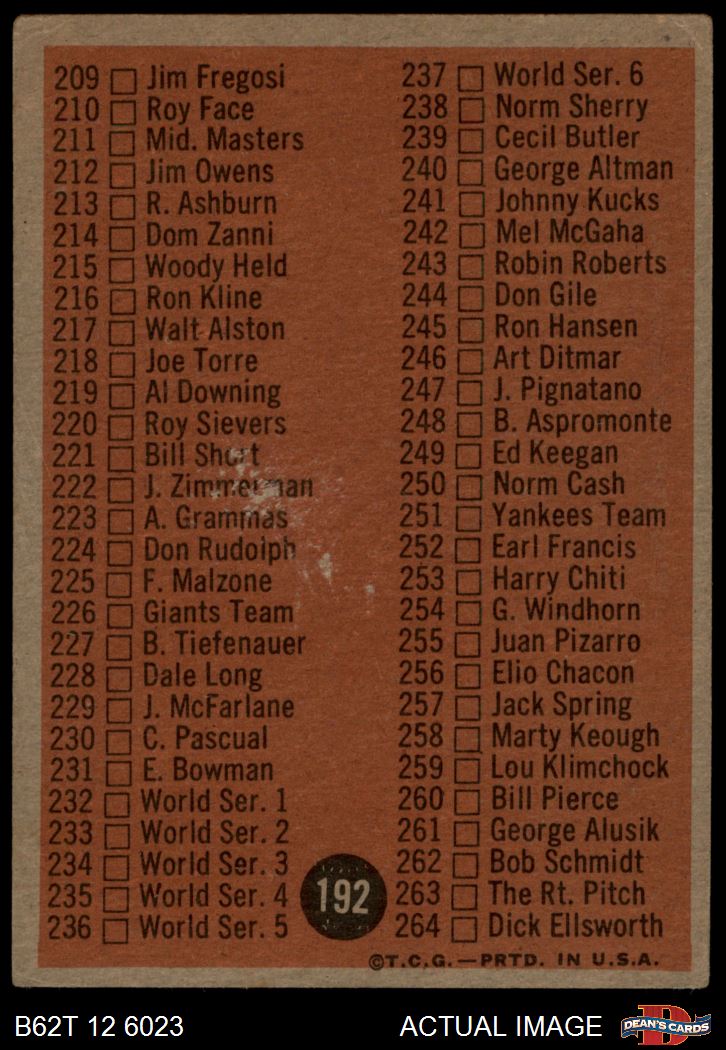 209 Jim Fregosi
210 Roy Face
211 Mid. Masters
212 Jim Owens
213 R. Ashburn
214 Dom Zanni
215 Woody Held
216 Ron Kline
217 Walt Alston
218 Joe Torre
219 Al Downing
220 Roy Sievers
221 Bill Short
222 J. Zimmerman
223 A. Grammas
224 Don Rudolph
225 F. Malzone
226 Giants Team
227 B. Tiefenauer
228 Dale Long
229 J. McFarlane
230 C. Pascual
231 E. Bowman
232 World Ser. 1
233 World Ser. 2
234 World Ser. 3
235 World Ser. 4
236 World Ser. 5
237 World Ser. 6
238 Norm Sherry
239 Cecil Butler
240 George Altman
241 Johnny Kucks
242 Mel McGaha
243 Robin Roberts
244 Don Gile
245 Ron Hansen
246 Art Ditmar
247 J. Pignatano
248 B. Aspromonte
249 Ed Keegan
250 Norm Cash
251 Yankees Team
252 Earl Francis
253 Harry Chiti
254 G. Windhorn
255 Juan Pizarro
256 Elio Chacon
257 Jack Spring
258 Marty Keough
259 Lou Klimchock
260 Bill Pierce
261 George Alusik
262 Bob Schmidt
263 The Rt. Pitch
264 Dick Ellsworth
192
©T.C.G.—PRTD. IN U.S.A.
B62T 12 6023
ACTUAL IMAGE
DEAN'S CARDS